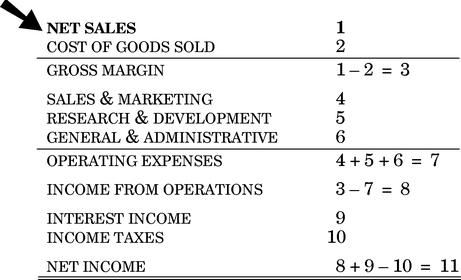 NET SALES 1
COST OF GOODS SOLD 2
GROSS MARGIN 1 – 2 = 3
SALES & MARKETING 4
RESEARCH & DEVELOPMENT 5
GENERAL & ADMINISTRATIVE 6
OPERATING EXPENSES 4 + 5 + 6 = 7
INCOME FROM OPERATIONS 3 – 7 = 8
INTEREST INCOME 9
INCOME TAXES 10
NET INCOME 8 + 9 – 10 = 11